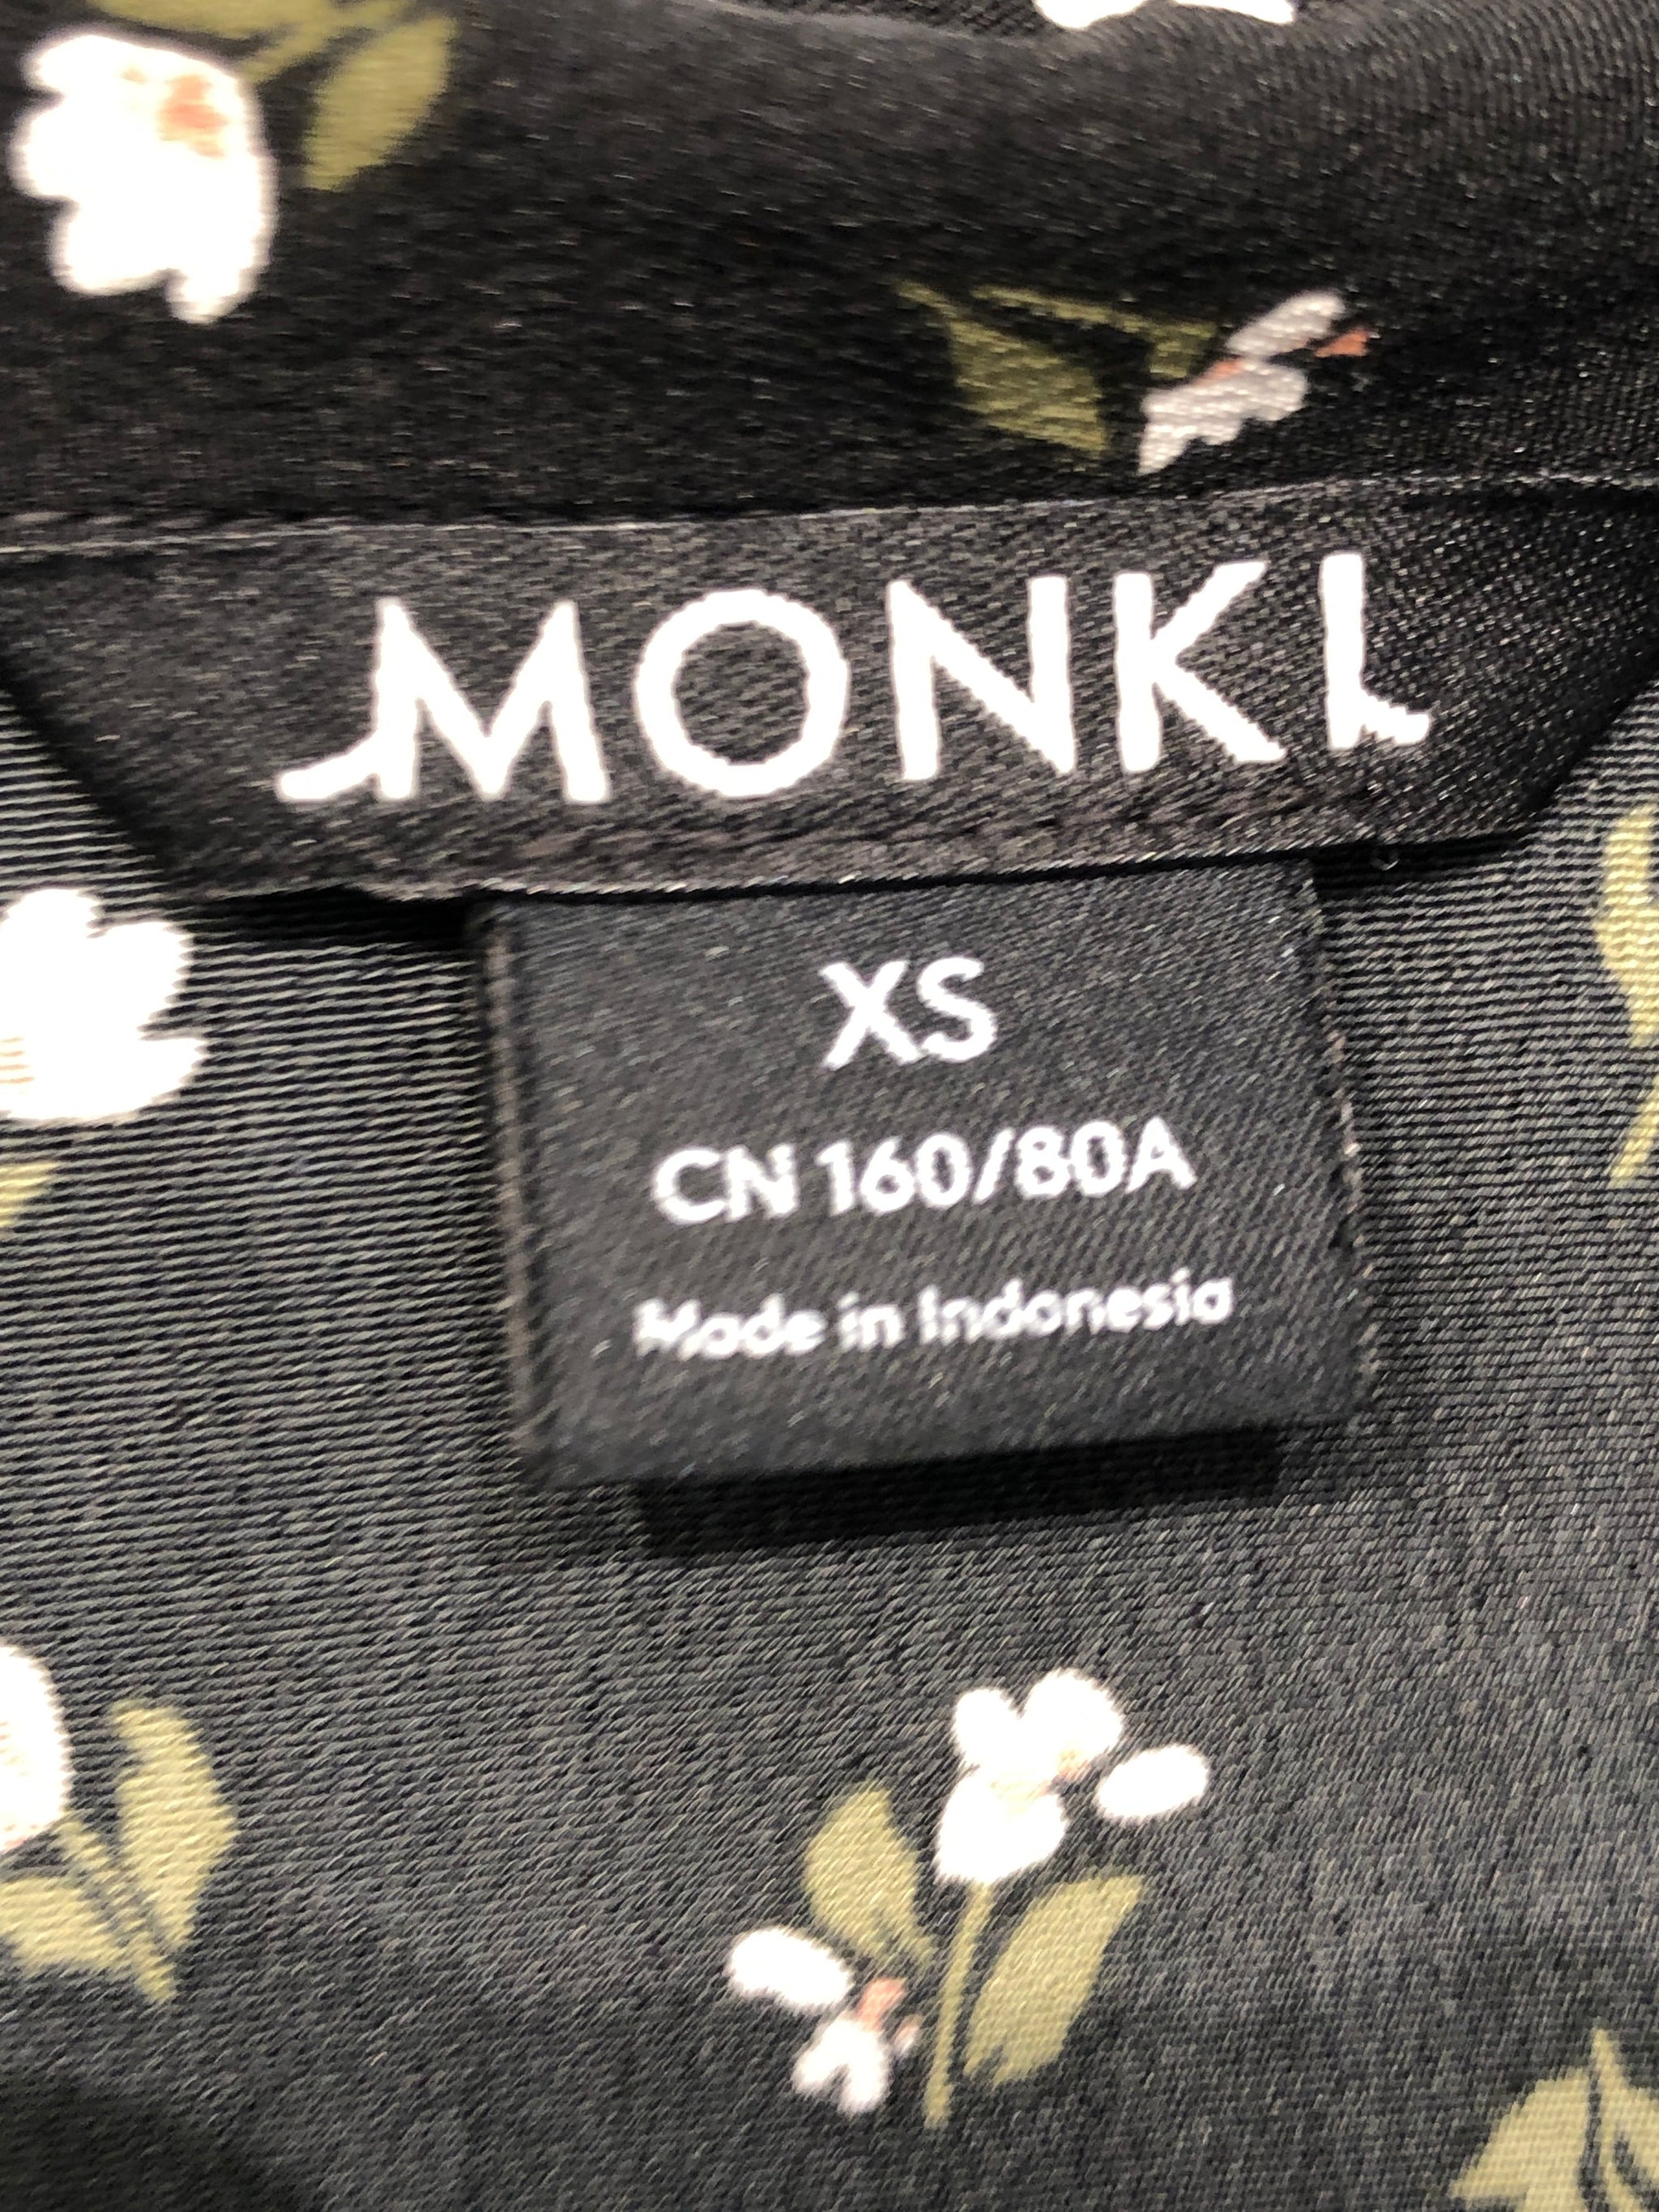 MONKI
XS
CN 160/80A
Made in Indonesia